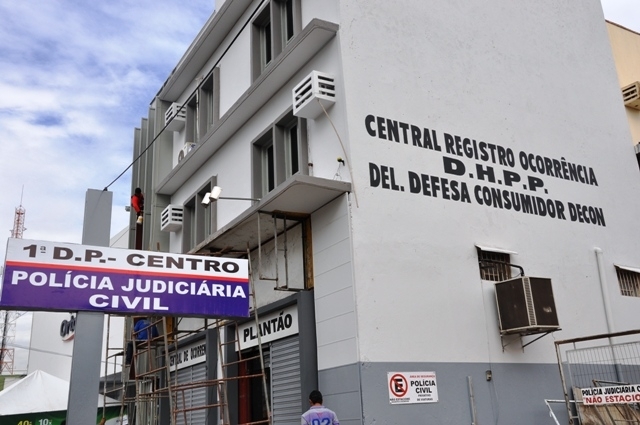 CENTRAL REGISTRO OCORRÊNCIA
D.H.P.P.
DEL. DEFESA CONSUMIDOR DECON
1ª D.P.- CENTRO
POLÍCIA JUDICIÁRIA
CIVIL
PLANTÃO
DE
E
POLÍCIA
CIVIL
POLÍCIA JUDICIÁRIA
NÃO ESTACIO